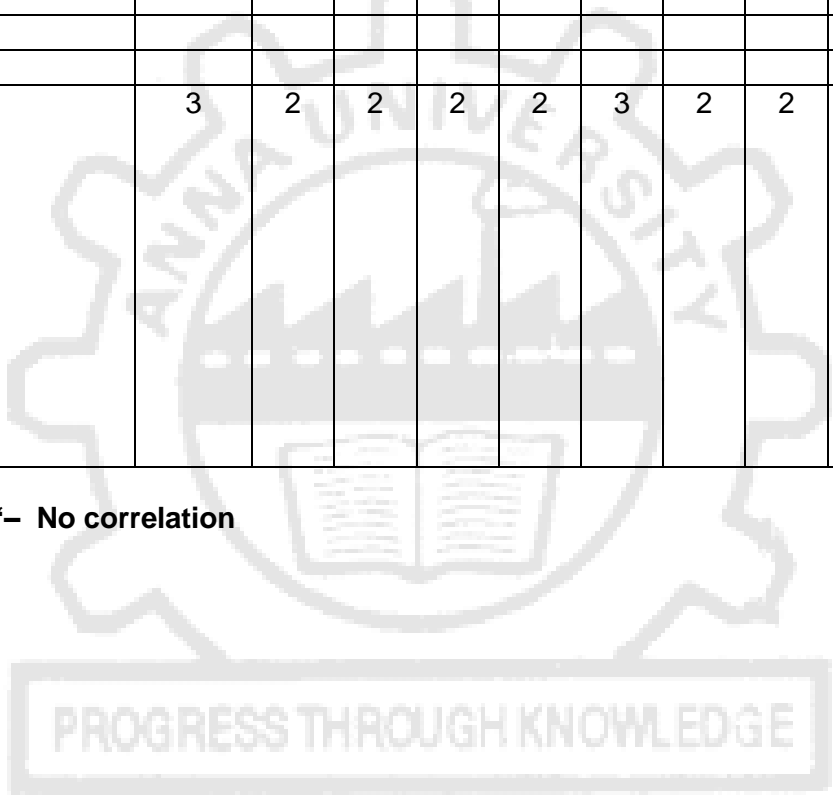 3 2 2 2 2 3 2 2
ANNA UNIVERSITY
– No correlation
PROGRESS THROUGH KNOWLEDGE